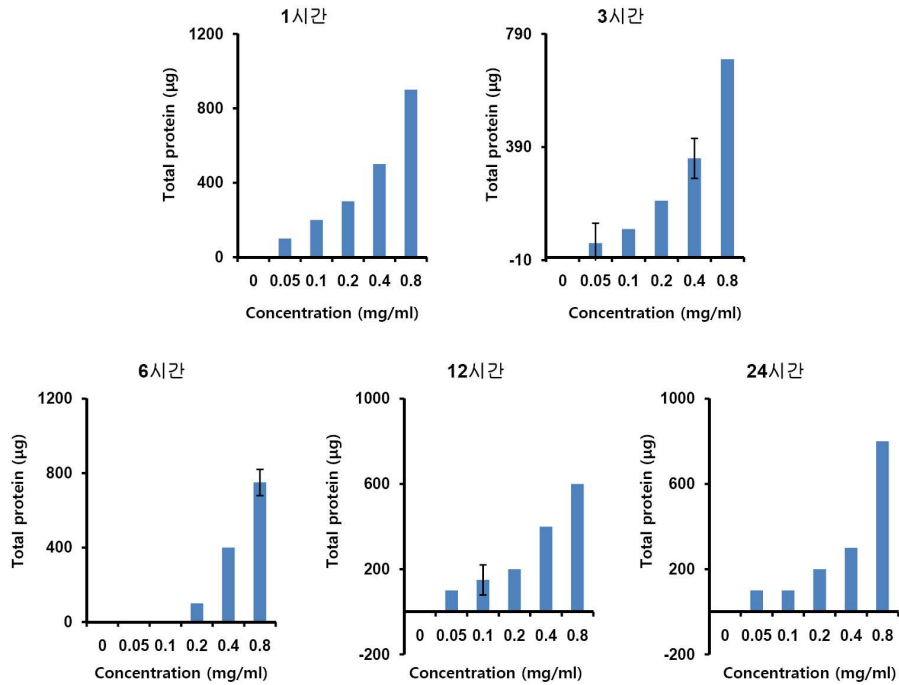 1시간
Total protein (μg)
1200
800
400
0
0 0.05 0.1 0.2 0.4 0.8
Concentration (mg/ml)
3시간
Total protein (μg)
790
390
-10
0 0.05 0.1 0.2 0.4 0.8
Concentration (mg/ml)
6시간
Total protein (μg)
1200
800
400
0
0 0.05 0.1 0.2 0.4 0.8
Concentration (mg/ml)
12시간
Total protein (μg)
1000
600
200
-200
0 0.05 0.1 0.2 0.4 0.8
Concentration (mg/ml)
24시간
Total protein (μg)
1000
600
200
-200
0 0.05 0.1 0.2 0.4 0.8
Concentration (mg/ml)